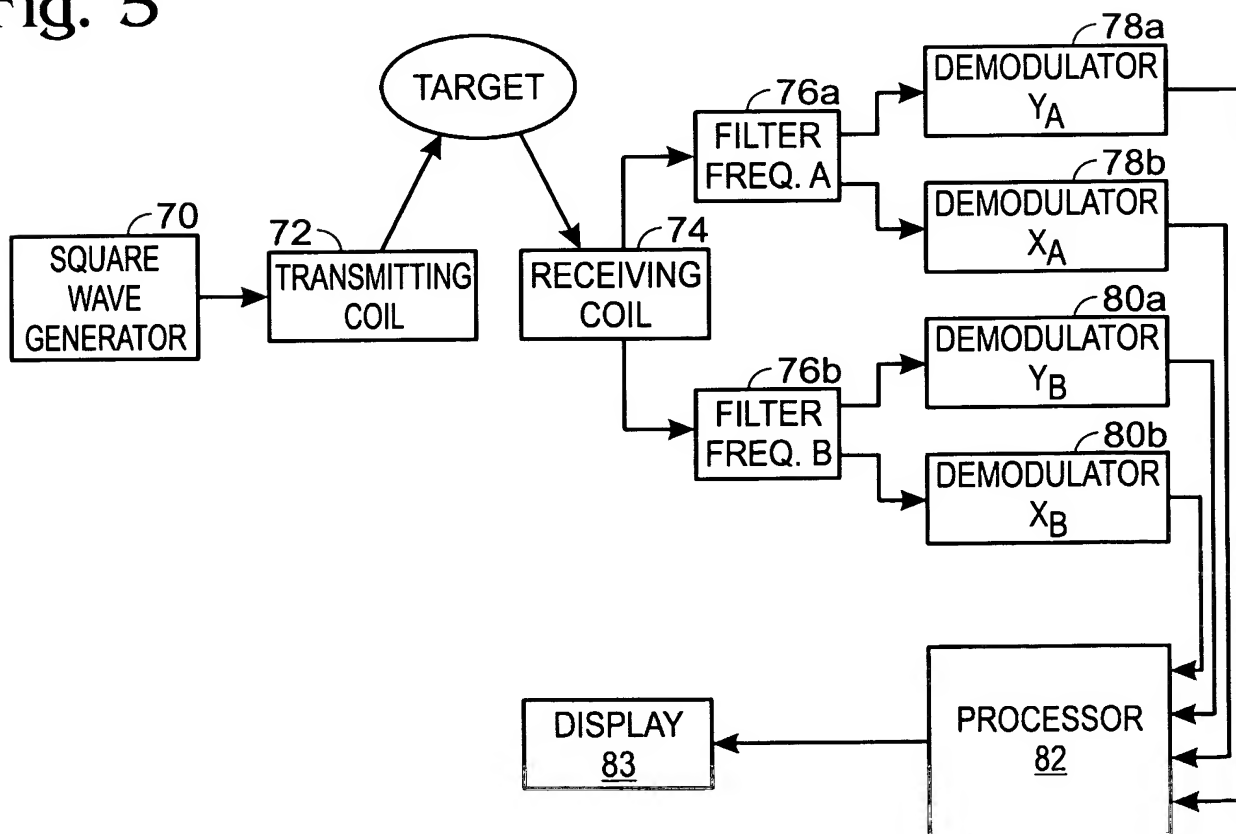 Fig. 5
78a
DEMODULATOR
YA
TARGET
76a
FILTER
FREQ. A
78b
DEMODULATOR
XA
70
SQUARE
WAVE
GENERATOR
72
TRANSMITTING
COIL
74
RECEIVING
COIL
80a
DEMODULATOR
YB
76b
FILTER
FREQ. B
80b
DEMODULATOR
XB
DISPLAY
83
PROCESSOR
82